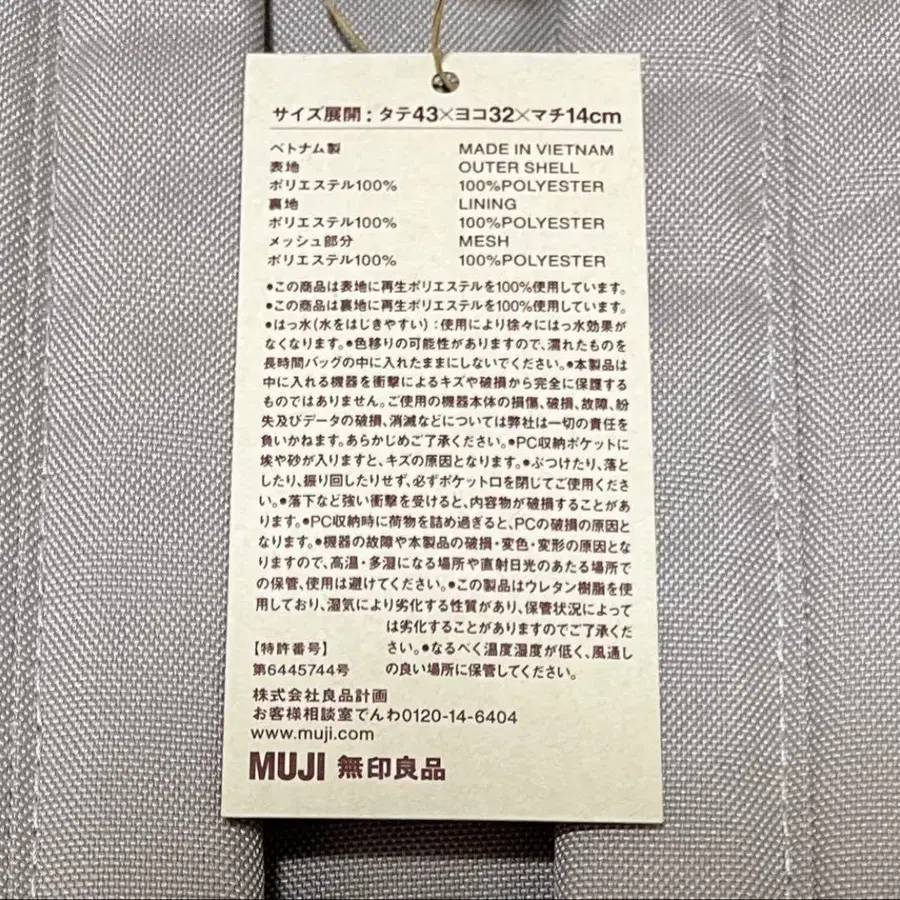 サイズ展開：タテ43×ヨコ32×マチ14cm
ベトナム製 MADE IN VIETNAM
表地 OUTER SHELL
ポリエステル100% 100%POLYESTER
裏地 LINING
ポリエステル100% 100%POLYESTER
メッシュ部分 MESH
ポリエステル100% 100%POLYESTER
●この商品は表地に再生ポリエステルを100%使用しています。
●この商品は裏地に再生ポリエステルを100%使用しています。
●はっ水(水をはじきやすい)：使用により徐々にはっ水効果が
なくなります。●色移りの可能性がありますので、濡れたものを
長時間バッグの中に入れたままにしないでください。●本製品は
中に入れる機器を衝撃によるキズや破損から完全に保護する
ものではありません。ご使用の機器本体の損傷、破損、故障、紛
失及びデータの破損、消滅などについては弊社は一切の責任を
負いかねます。あらかじめご了承ください。●PC収納ポケットに
埃や砂が入りますと、キズの原因となります。●ぶつけたり、落と
したり、振り回したりせず、必ずポケット口を閉じてご使用くださ
い。●落下など強い衝撃を受けると、内容物が破損することがあ
ります。●PC収納時に荷物を詰め過ぎると、PCの破損の原因と
なります。●機器の故障や本製品の破損・変色・変形の原因とな
りますので、高温・多湿になる場所や直射日光のあたる場所で
の保管、使用は避けてください。●この製品はウレタン樹脂を使
用しており、湿気により劣化する性質があり、保管状況によって
は劣化することがありますのでご了承くだ
さい。●なるべく温度湿度が低く、風通し
の良い場所に保管してください。
【特許番号】
第6445744号
株式会社良品計画
お客様相談室でんわ0120-14-6404
www.muji.com
MUJI 無印良品